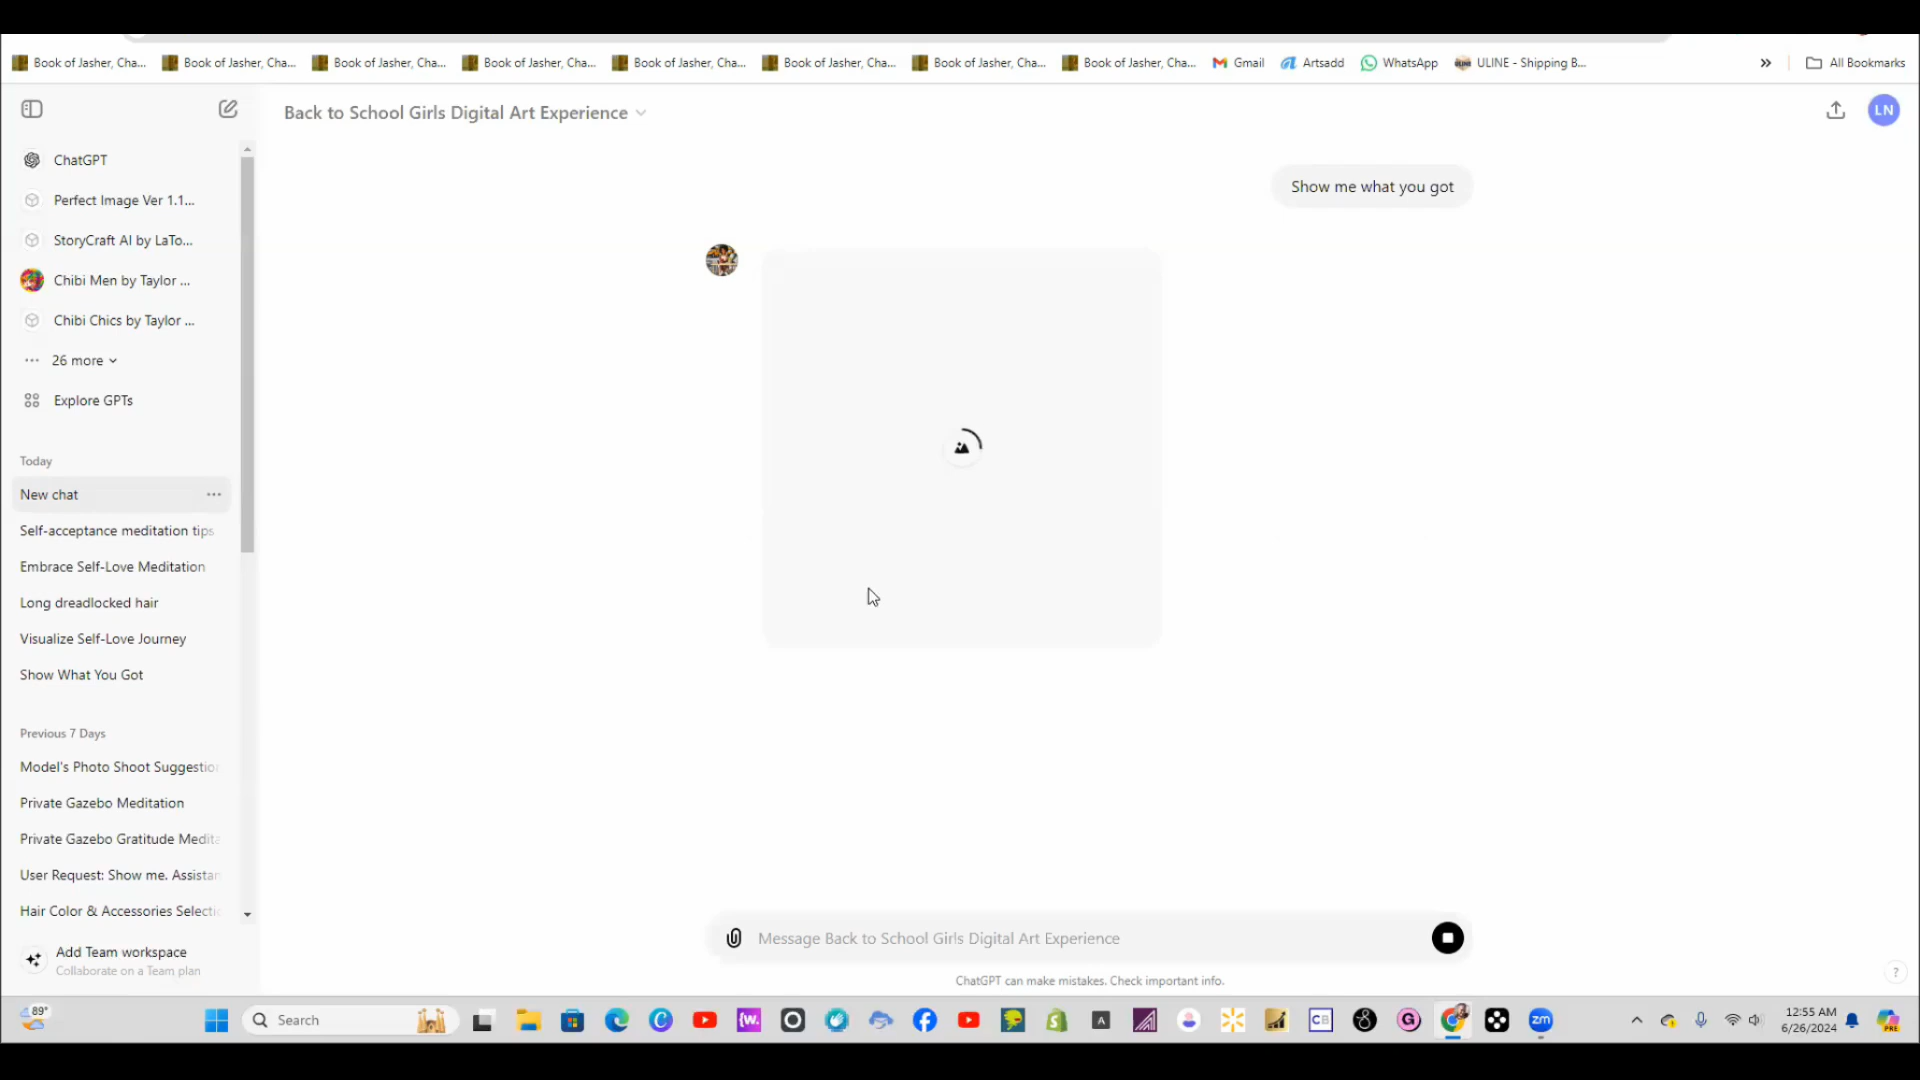 Book of Jasher, Cha...
Book of Jasher, Cha...
Book of Jasher, Cha...
Book of Jasher, Cha...
Book of Jasher, Cha...
Book of Jasher, Cha...
Book of Jasher, Cha...
Book of Jasher, Cha...
Gmail
Artsadd
WhatsApp
ULINE - Shipping B...
All Bookmarks
Back to School Girls Digital Art Experience
LN
ChatGPT
Perfect Image Ver 1.1...
StoryCraft AI by LaTo...
Chibi Men by Taylor ...
Chibi Chics by Taylor ...
26 more
Explore GPTs
Show me what you got
Today
New chat
Self-acceptance meditation tips
Embrace Self-Love Meditation
Long dreadlocked hair
Visualize Self-Love Journey
Show What You Got
Previous 7 Days
Model's Photo Shoot Suggestion
Private Gazebo Meditation
Private Gazebo Gratitude Medita
User Request: Show me. Assistan
Hair Color & Accessories Selectio
Add Team workspace
Collaborate on a Team plan
Message Back to School Girls Digital Art Experience
ChatGPT can make mistakes. Check important info.
?
89°
Search
{w.
A
CB
G
zm
12:55 AM
6/26/2024
PRE